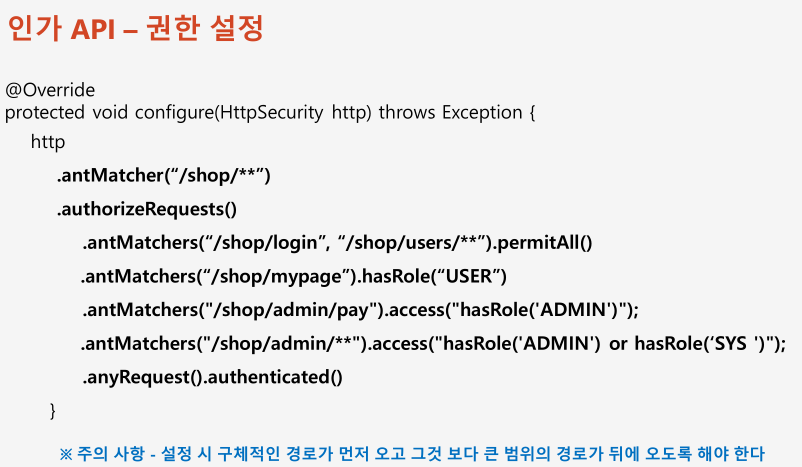 인가 API – 권한 설정
@Override
protected void configure(HttpSecurity http) throws Exception {
http
.antMatcher(“/shop/**”)
.authorizeRequests()
.antMatchers(“/shop/login”, “/shop/users/**”).permitAll()
.antMatchers(“/shop/mypage”).hasRole(“USER”)
.antMatchers("/shop/admin/pay").access("hasRole('ADMIN')");
.antMatchers("/shop/admin/**").access("hasRole('ADMIN') or hasRole(‘SYS ')");
.anyRequest().authenticated()
}
※ 주의 사항 - 설정 시 구체적인 경로가 먼저 오고 그것 보다 큰 범위의 경로가 뒤에 오도록 해야 한다